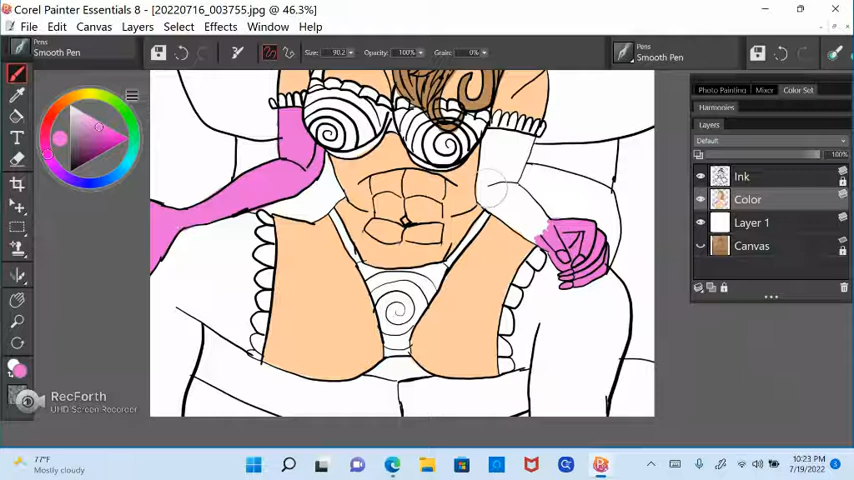 Corel Painter Essentials 8 - [20220716_003755.jpg @ 46.3%]
File Edit Canvas Layers Select Effects Window Help
Pens
Smooth Pen
Size: 90.2 Opacity: 100% Grain: 0%
Pens
Smooth Pen
Photo Painting Mixer Color Set
Harmonies
Layers
Default
100%
Ink
Color
Layer 1
Canvas
RecForth
UHD Screen Recorder
77°F
Mostly cloudy
10:23 PM
7/19/2022